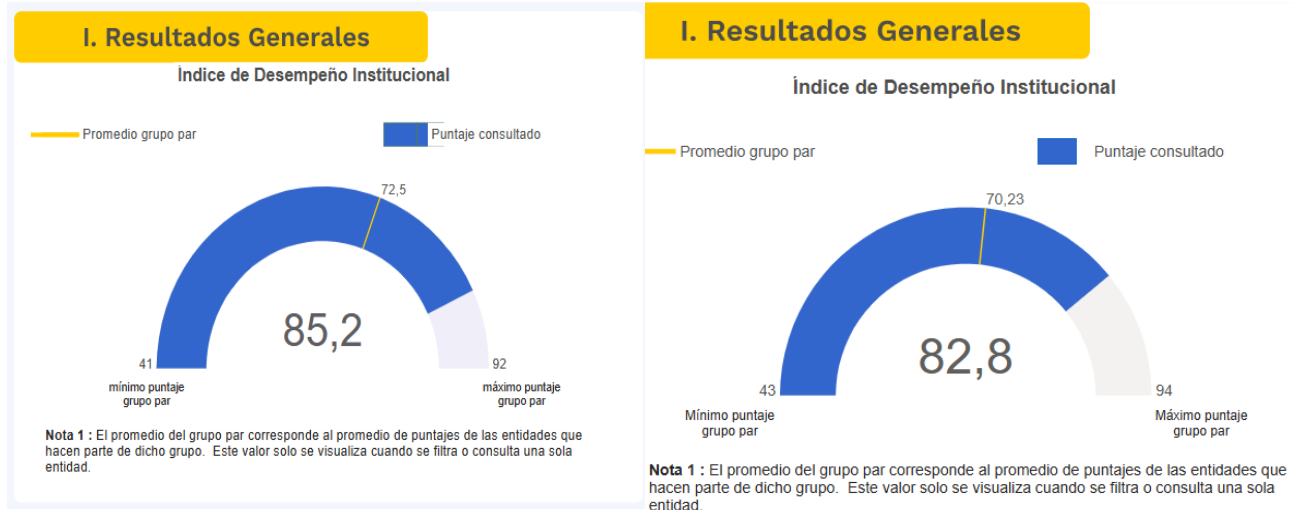 I. Resultados Generales
Índice de Desempeño Institucional
Promedio grupo par
Puntaje consultado
72,5
85,2
41
92
mínimo puntaje
grupo par
máximo puntaje
grupo par
Nota 1 : El promedio del grupo par corresponde al promedio de puntajes de las entidades que
hacen parte de dicho grupo. Este valor solo se visualiza cuando se filtra o consulta una sola
entidad.
I. Resultados Generales
Índice de Desempeño Institucional
Promedio grupo par
Puntaje consultado
70,23
82,8
43
94
Mínimo puntaje
grupo par
Máximo puntaje
grupo par
Nota 1 : El promedio del grupo par corresponde al promedio de puntajes de las entidades que
hacen parte de dicho grupo. Este valor solo se visualiza cuando se filtra o consulta una sola
entidad.